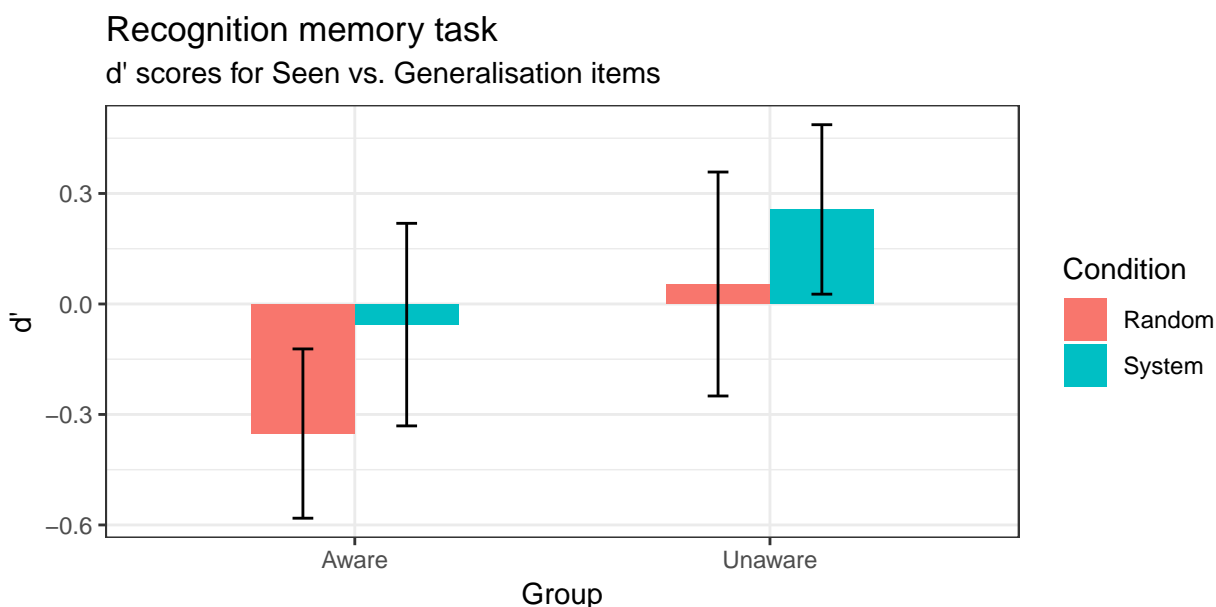 Recognition memory task
d' scores for Seen vs. Generalisation items
0.3
0.0
−0.3
−0.6
d'
Aware
Unaware
Group
Condition
Random
System